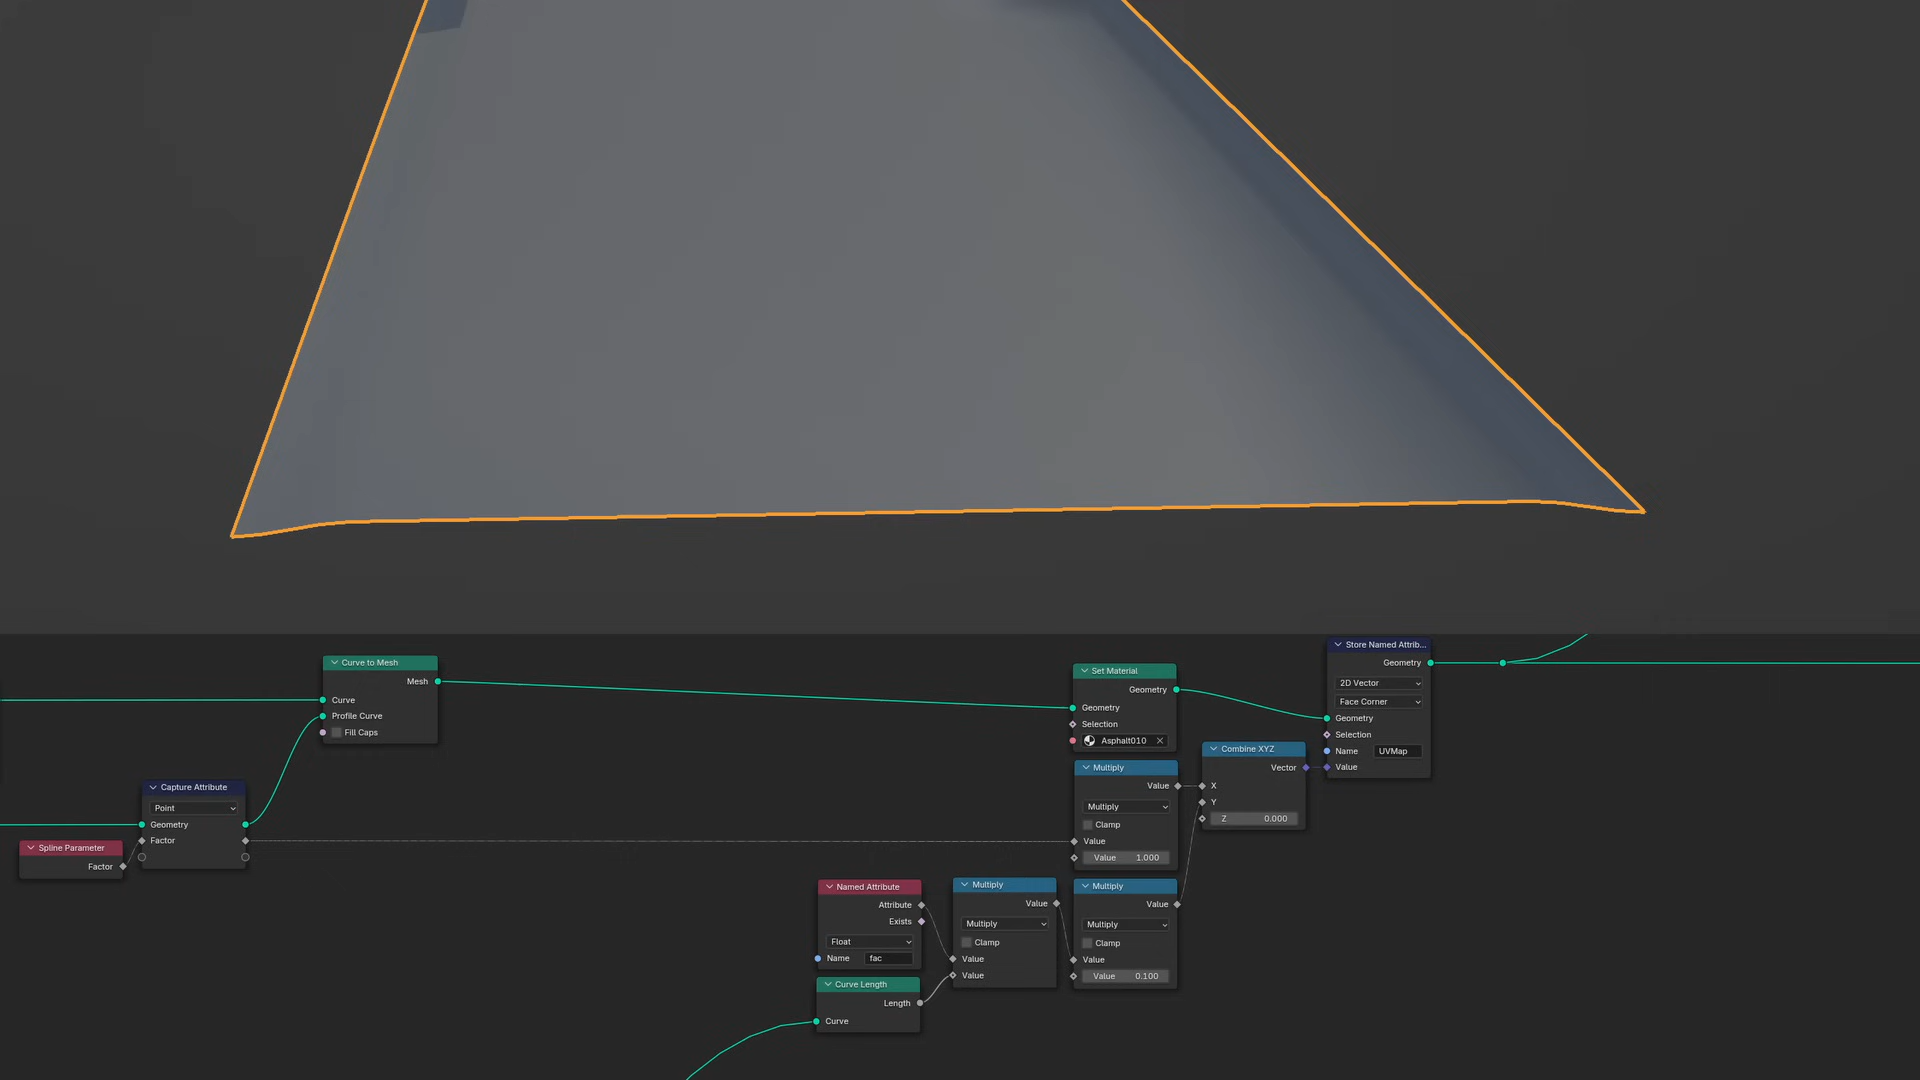 Curve to Mesh
Mesh
Curve
Profile Curve
Fill Caps
Capture Attribute
Point
Geometry
Factor
Spline Parameter
Factor
Set Material
Geometry
Geometry
Selection
Asphalt010
Store Named Attrib...
Geometry
2D Vector
Face Corner
Geometry
Selection
Name UVMap
Value
Combine XYZ
Vector
X
Y
Z 0.000
Multiply
Value
Multiply
Clamp
Value
Value 1.000
Named Attribute
Attribute
Exists
Float
Name fac
Curve Length
Length
Curve
Multiply
Value
Multiply
Clamp
Value
Value
Multiply
Value
Multiply
Clamp
Value
Value 0.100